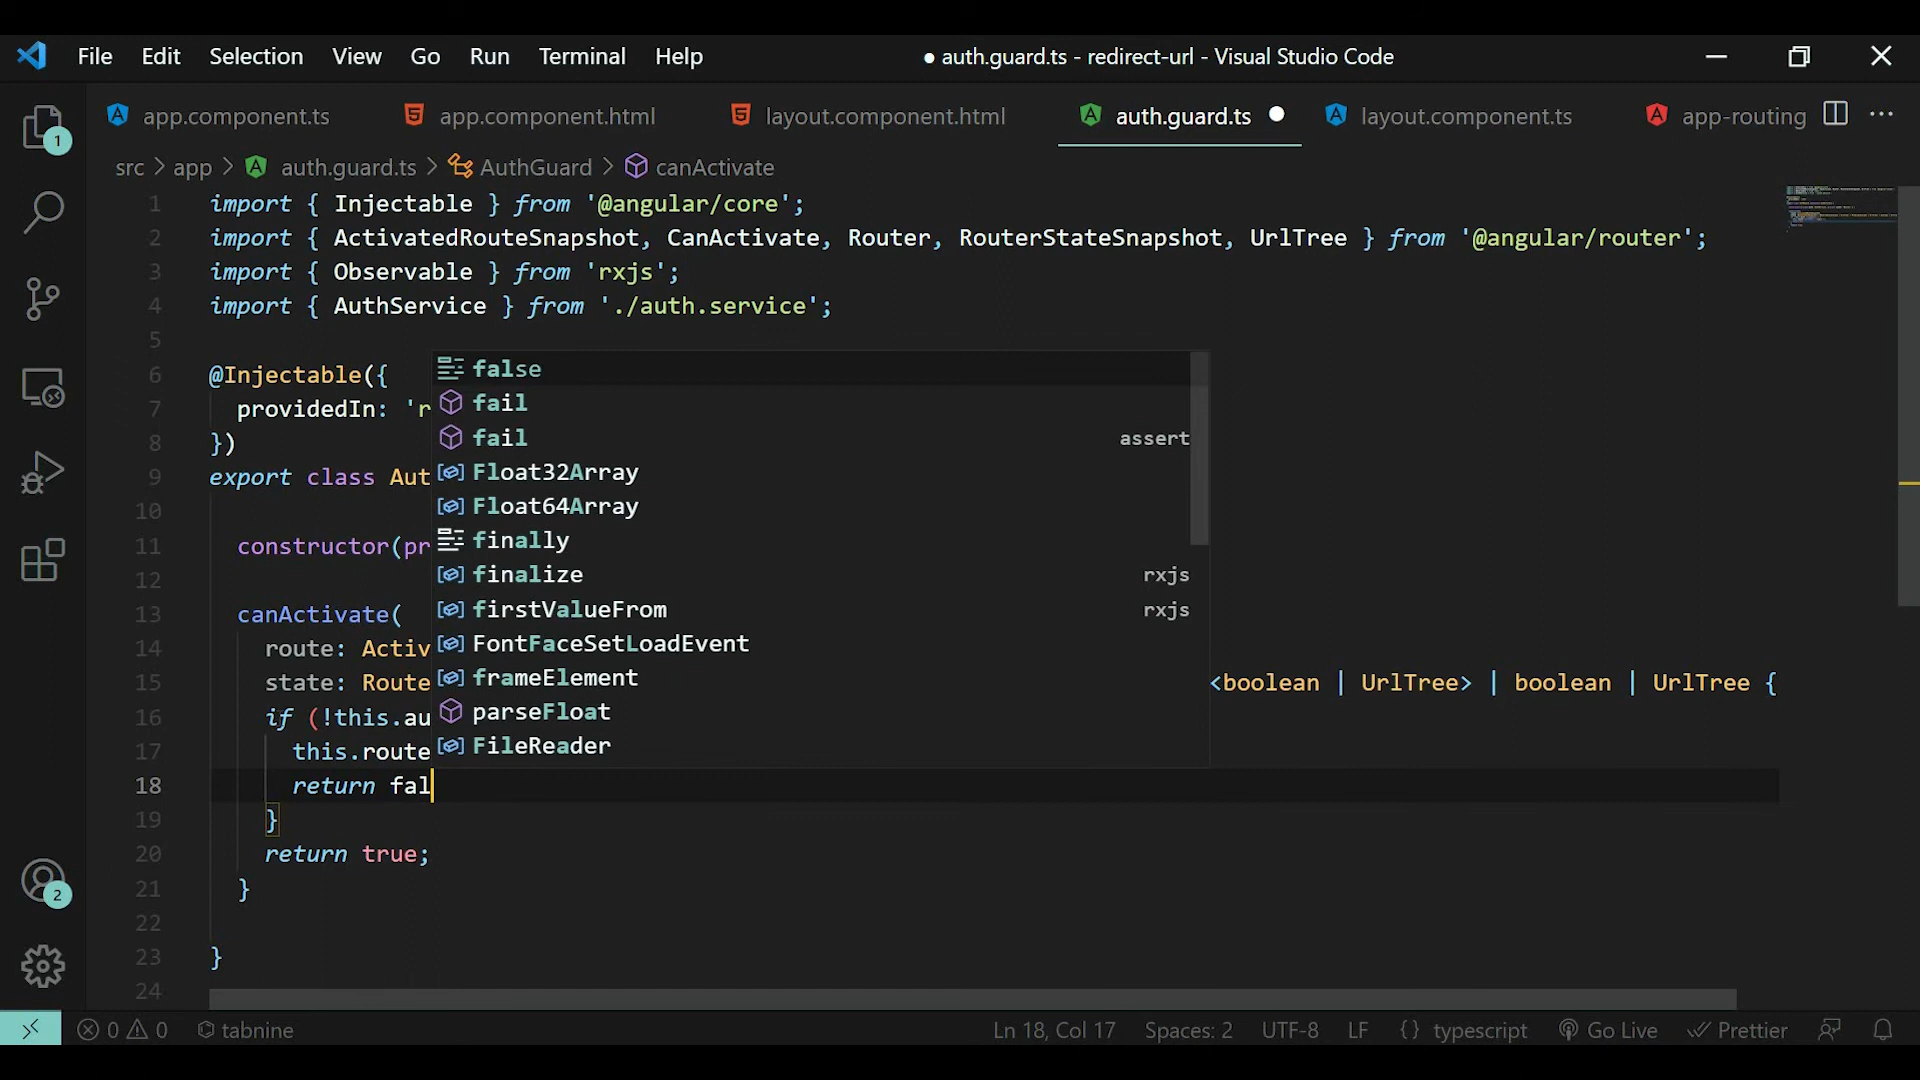 File Edit Selection View Go Run Terminal Help ● auth.guard.ts - redirect-url - Visual Studio Code
app.component.ts app.component.html layout.component.html auth.guard.ts layout.component.ts app-routing
1
src > app > auth.guard.ts > AuthGuard > canActivate
1 import { Injectable } from '@angular/core';
2 import { ActivatedRouteSnapshot, CanActivate, Router, RouterStateSnapshot, UrlTree } from '@angular/router';
3 import { Observable } from 'rxjs';
4 import { AuthService } from './auth.service';
5
6 @Injectable({
false
7 providedIn: 'r
fail
8 })
fail assert
9 export class Aut
Float32Array
10
Float64Array
11 constructor(pr
finally
12
finalize rxjs
13 canActivate(
firstValueFrom rxjs
14 route: Activ
FontFaceSetLoadEvent
15 state: Route
frameElement
<boolean | UrlTree> | boolean | UrlTree {
16 if (!this.au
parseFloat
17 this.route
FileReader
18 return fal
19 }
20 return true;
21 }
22
23 }
24
2
0 0 tabnine Ln 18, Col 17 Spaces: 2 UTF-8 LF {} typescript Go Live Prettier